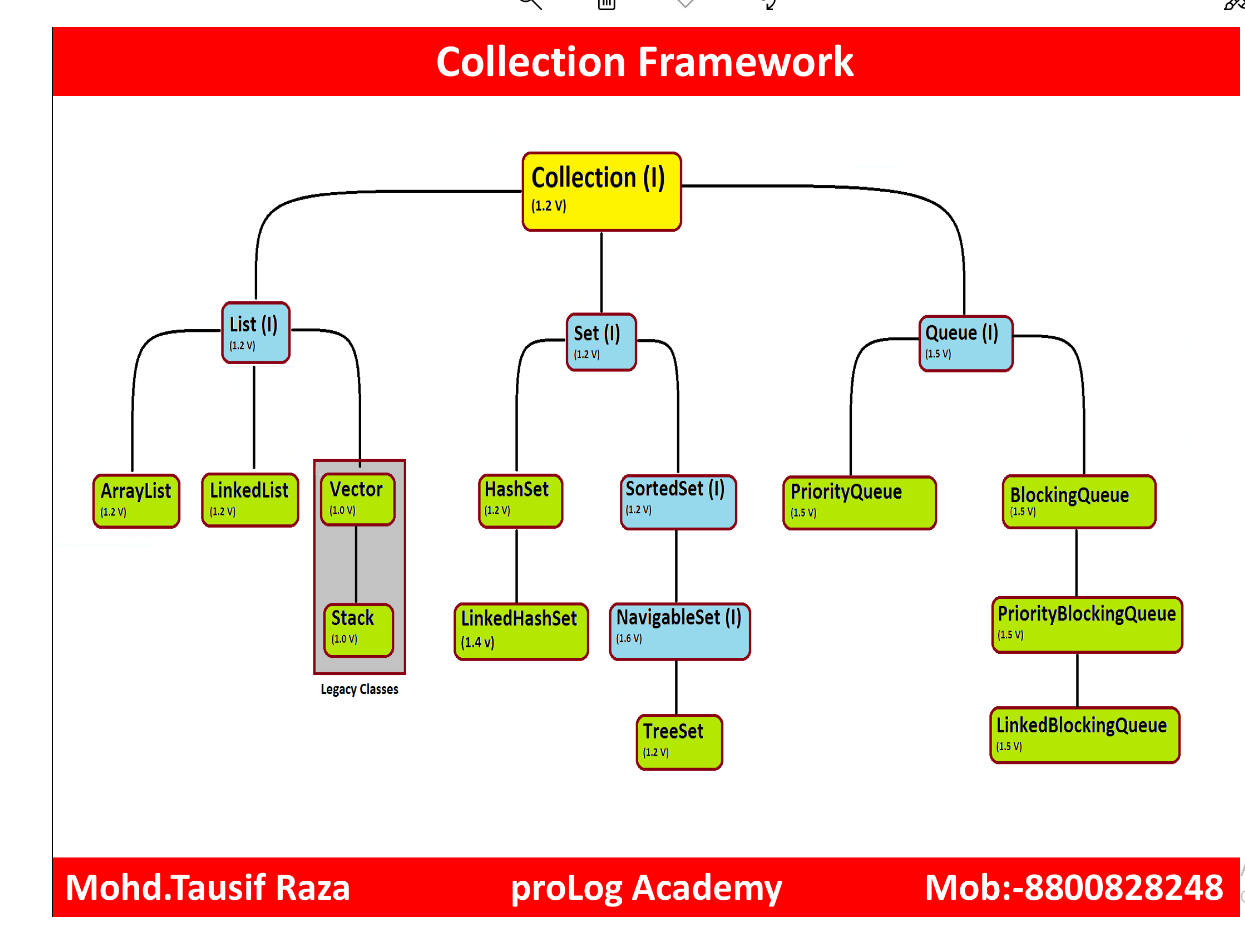 Collection Framework
Collection (I)
(1.2 V)
List (I)
(1.2 V)
Set (I)
(1.2 V)
Queue (I)
(1.5 V)
ArrayList
(1.2 V)
LinkedList
(1.2 V)
Vector
(1.0 V)
HashSet
(1.2 V)
SortedSet (I)
(1.2 V)
PriorityQueue
(1.5 V)
BlockingQueue
(1.5 V)
Stack
(1.0 V)
Legacy Classes
LinkedHashSet
(1.4 v)
NavigableSet (I)
(1.6 V)
PriorityBlockingQueue
(1.5 V)
TreeSet
(1.2 V)
LinkedBlockingQueue
(1.5 V)
Mohd.Tausif Raza proLog Academy Mob:-8800828248